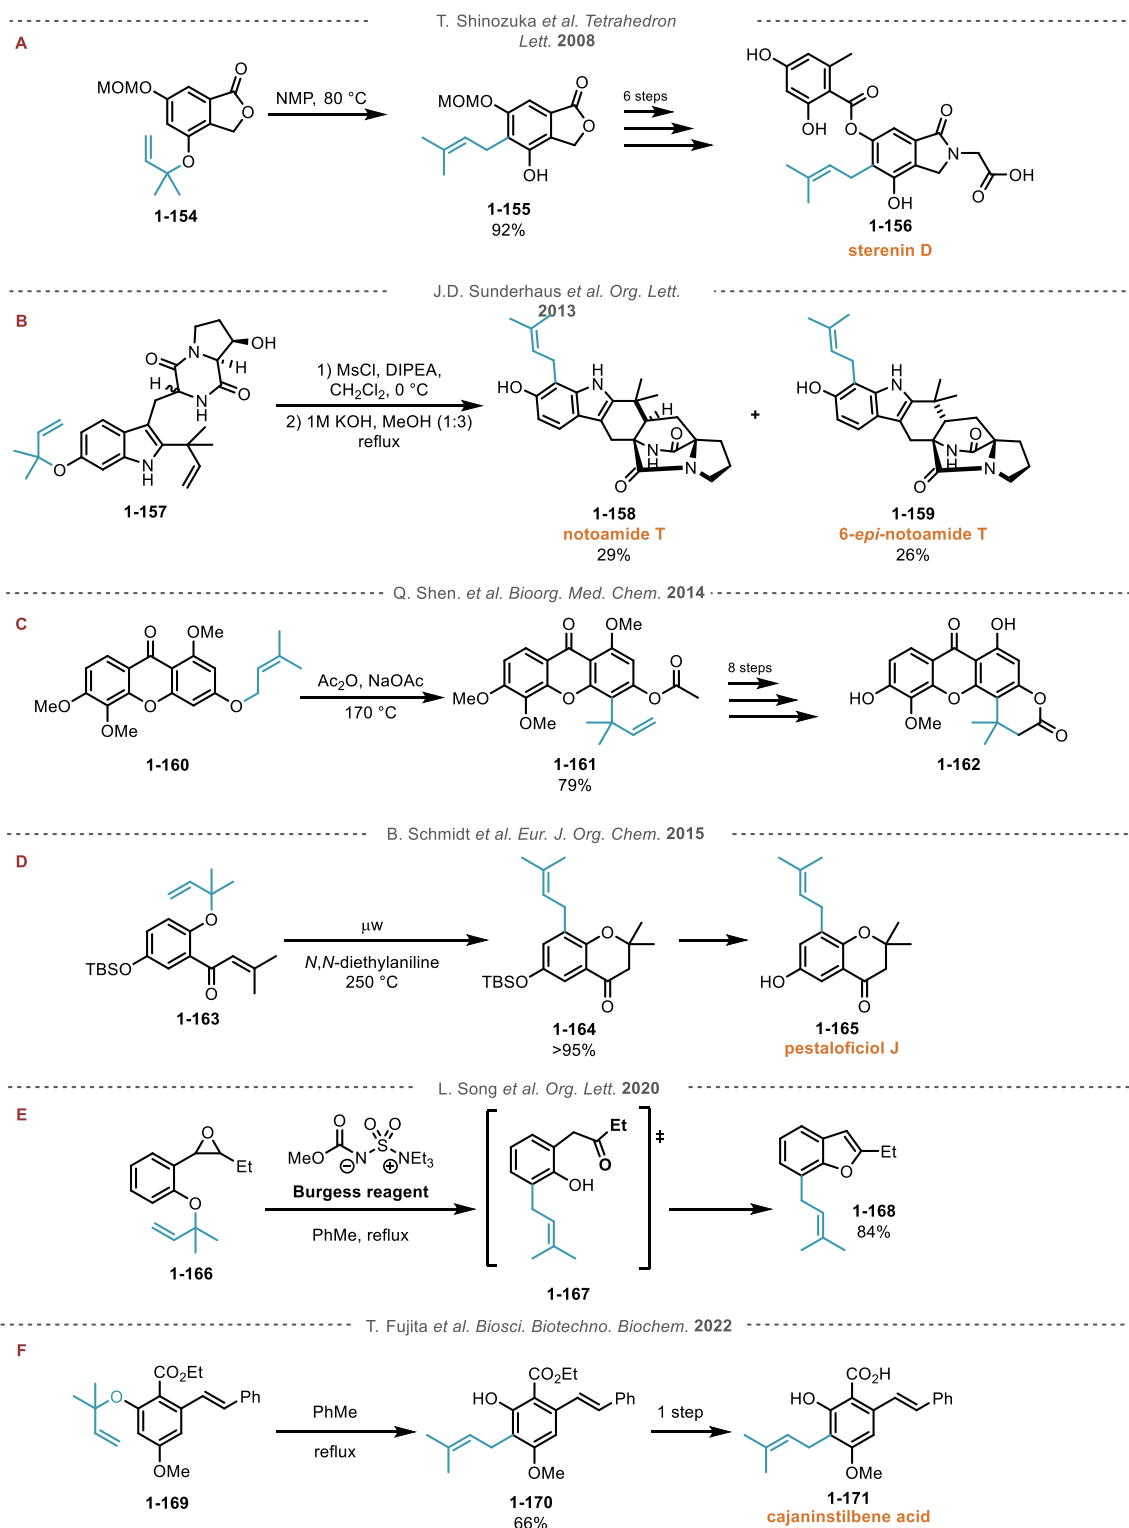 T. Shinozuka et al. Tetrahedron
Lett. 2008
A
MOMO
O
O
O
1-154
NMP, 80 °C
MOMO
O
O
OH
1-155
92%
6 steps
HO
OH
O
O
O
N
O
OH
OH
1-156
sterenin D
J.D. Sunderhaus et al. Org. Lett.
2013
B
O
N
H
OH
H
N
H
O
O
N
H
1-157
1) MsCl, DIPEA,
CH2Cl2, 0 °C
2) 1M KOH, MeOH (1:3)
reflux
HO
H
N
H
O
N
H
N
O
1-158
notoamide T
29%
+
HO
H
N
H
O
N
H
N
O
1-159
6-epi-notoamide T
26%
Q. Shen. et al. Bioorg. Med. Chem. 2014
C
O
OMe
MeO
OMe
O
O
1-160
Ac2O, NaOAc
170 °C
O
OMe
MeO
OMe
O
O
O
1-161
79%
8 steps
O
OH
HO
OMe
O
O
O
1-162
B. Schmidt et al. Eur. J. Org. Chem. 2015
D
O
TBSO
O
1-163
μw
N,N-diethylaniline
250 °C
O
TBSO
O
1-164
>95%
O
HO
O
1-165
pestaloficiol J
L. Song et al. Org. Lett. 2020
E
O
Et
O
1-166
O
O
O
MeO
N
S
NEt3
Burgess reagent
PhMe, reflux
Et
O
OH
‡
1-167
Et
O
1-168
84%
T. Fujita et al. Biosci. Biotechno. Biochem. 2022
F
CO2Et
O
Ph
OMe
1-169
PhMe
reflux
CO2Et
HO
Ph
OMe
1-170
66%
1 step
CO2H
HO
Ph
OMe
1-171
cajaninstilbene acid